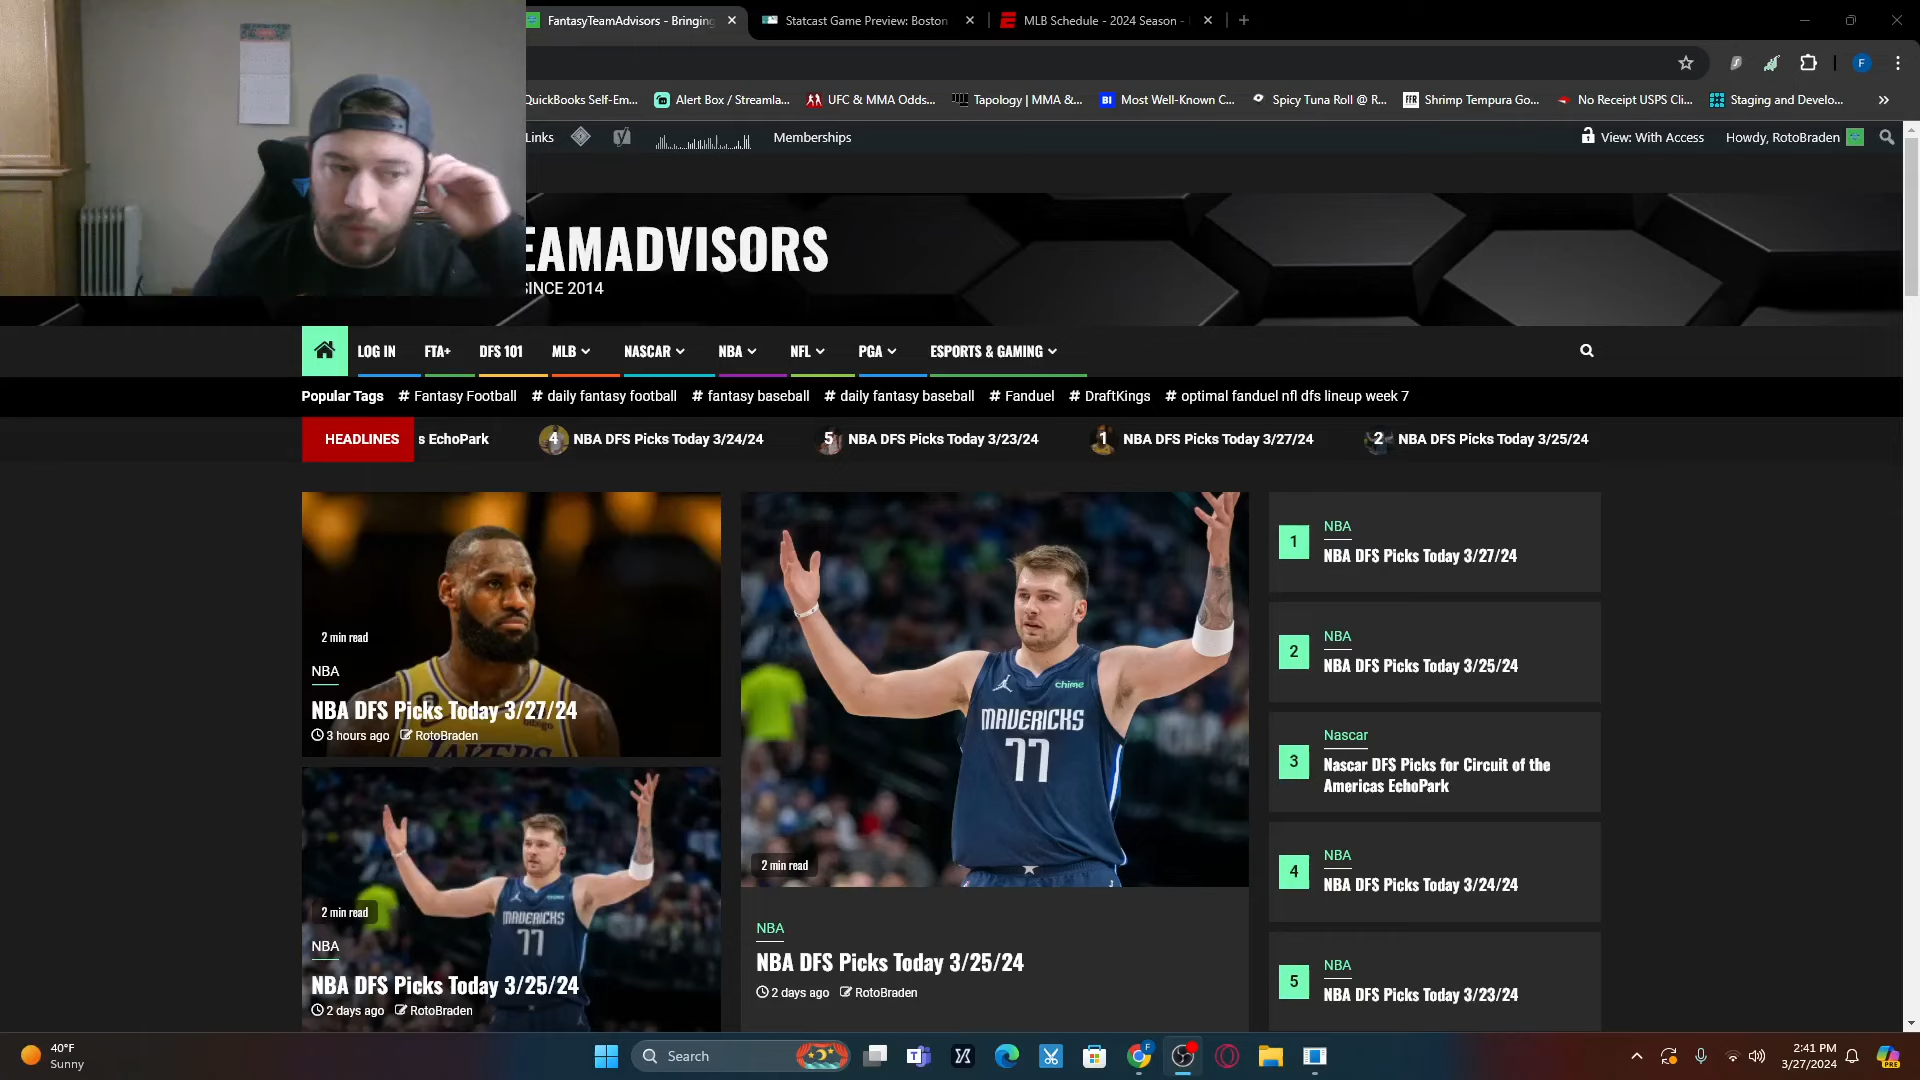 FantasyTeamAdvisors - Bringing
Statcast Game Preview: Boston
MLB Schedule - 2024 Season -
F
QuickBooks Self-Em...
Alert Box / Streamla...
UFC & MMA Odds...
Tapology | MMA &...
BI Most Well-Known C...
Spicy Tuna Roll @ R...
FFR Shrimp Tempura Go...
No Receipt USPS Cli...
Staging and Develo...
Links
Memberships
View: With Access
Howdy, RotoBraden
EAMADVISORS
SINCE 2014
LOG IN
FTA+
DFS 101
MLB
NASCAR
NBA
NFL
PGA
ESPORTS & GAMING
Popular Tags
# Fantasy Football
# daily fantasy football
# fantasy baseball
# daily fantasy baseball
# Fanduel
# DraftKings
# optimal fanduel nfl dfs lineup week 7
HEADLINES
s EchoPark
4 NBA DFS Picks Today 3/24/24
5 NBA DFS Picks Today 3/23/24
1 NBA DFS Picks Today 3/27/24
2 NBA DFS Picks Today 3/25/24
2 min read
NBA
NBA DFS Picks Today 3/27/24
3 hours ago RotoBraden
LAKERS
2 min read
MAVERICKS
77
NBA
NBA DFS Picks Today 3/25/24
2 days ago RotoBraden
chime
MAVERICKS
77
2 min read
NBA
NBA DFS Picks Today 3/25/24
2 days ago RotoBraden
1
NBA
NBA DFS Picks Today 3/27/24
2
NBA
NBA DFS Picks Today 3/25/24
3
Nascar
Nascar DFS Picks for Circuit of the
Americas EchoPark
4
NBA
NBA DFS Picks Today 3/24/24
5
NBA
NBA DFS Picks Today 3/23/24
40°F
Sunny
Search
2:41 PM
3/27/2024
PRE